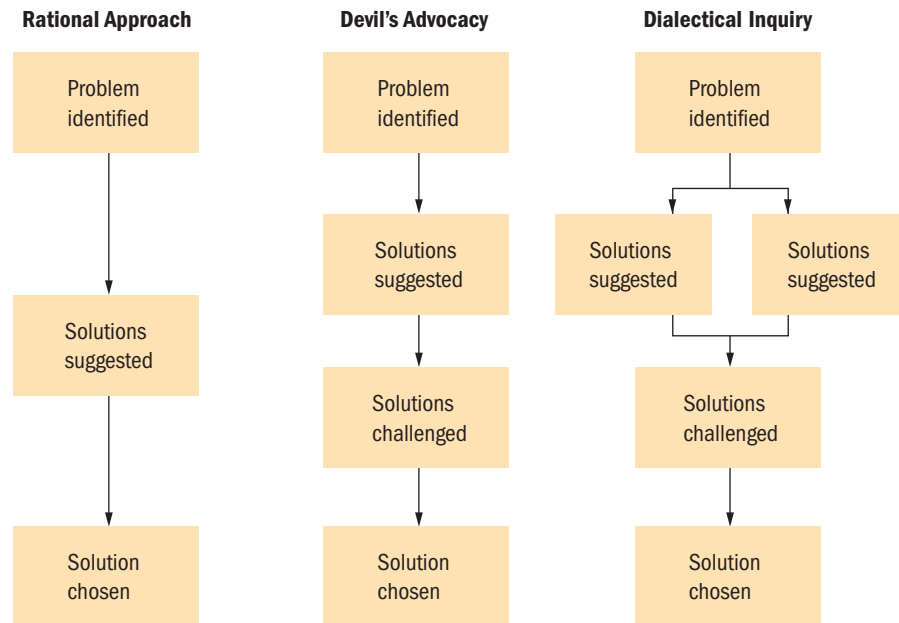 Rational Approach
Problem
identified
Solutions
suggested
Solution
chosen
Devil's Advocacy
Problem
identified
Solutions
suggested
Solutions
challenged
Solution
chosen
Dialectical Inquiry
Problem
identified
Solutions
suggested
Solutions
suggested
Solutions
challenged
Solution
chosen